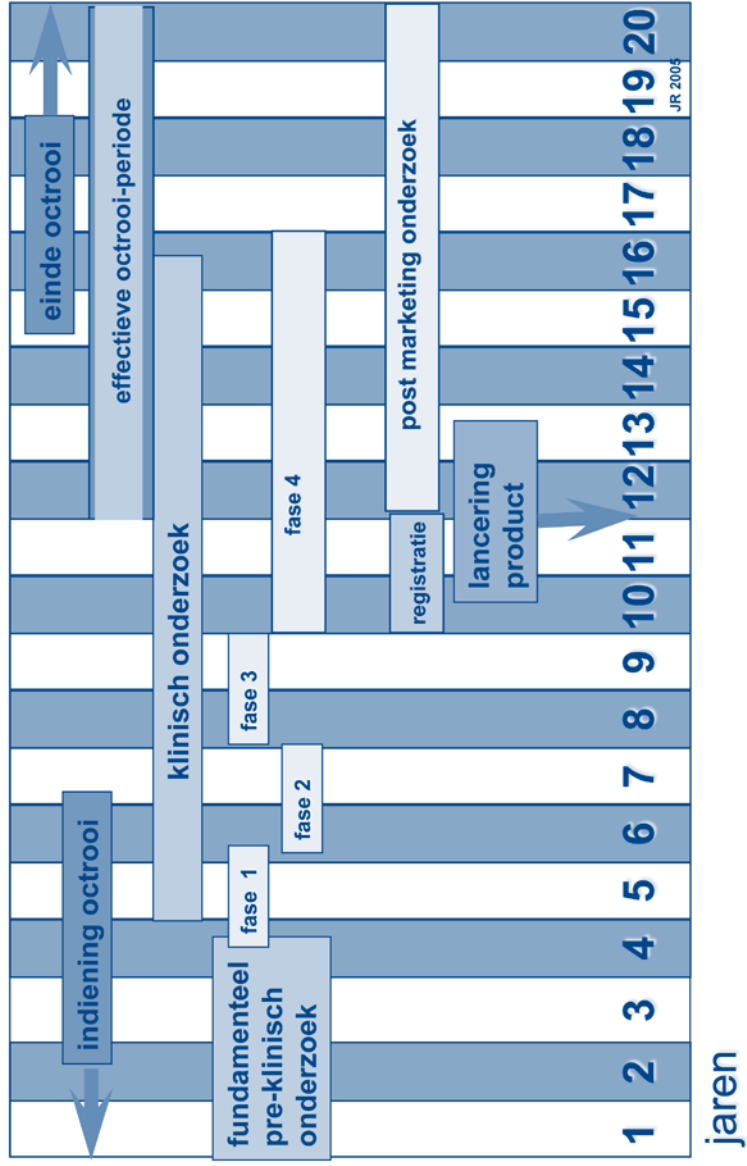 indiening octrooi
einde octrooi
effectieve octrooi-periode
klinisch onderzoek
fundamenteel
pre-klinisch
onderzoek
fase 1
fase 3
fase 2
fase 4
registratie
post marketing onderzoek
lancering
product
1 2 3 4 5 6 7 8 9 10 11 12 13 14 15 16 17 18 19 20
JR 2005
jaren